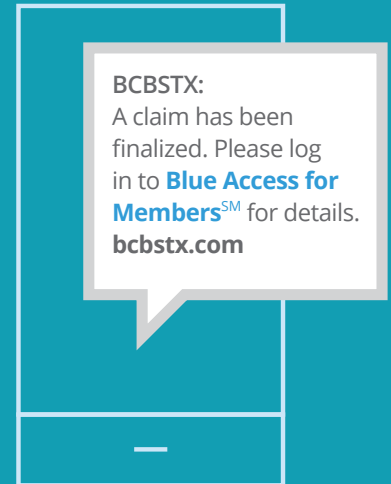 BCBSTX:
A claim has been
finalized. Please log
in to Blue Access for
Members℠ for details.
bcbstx.com